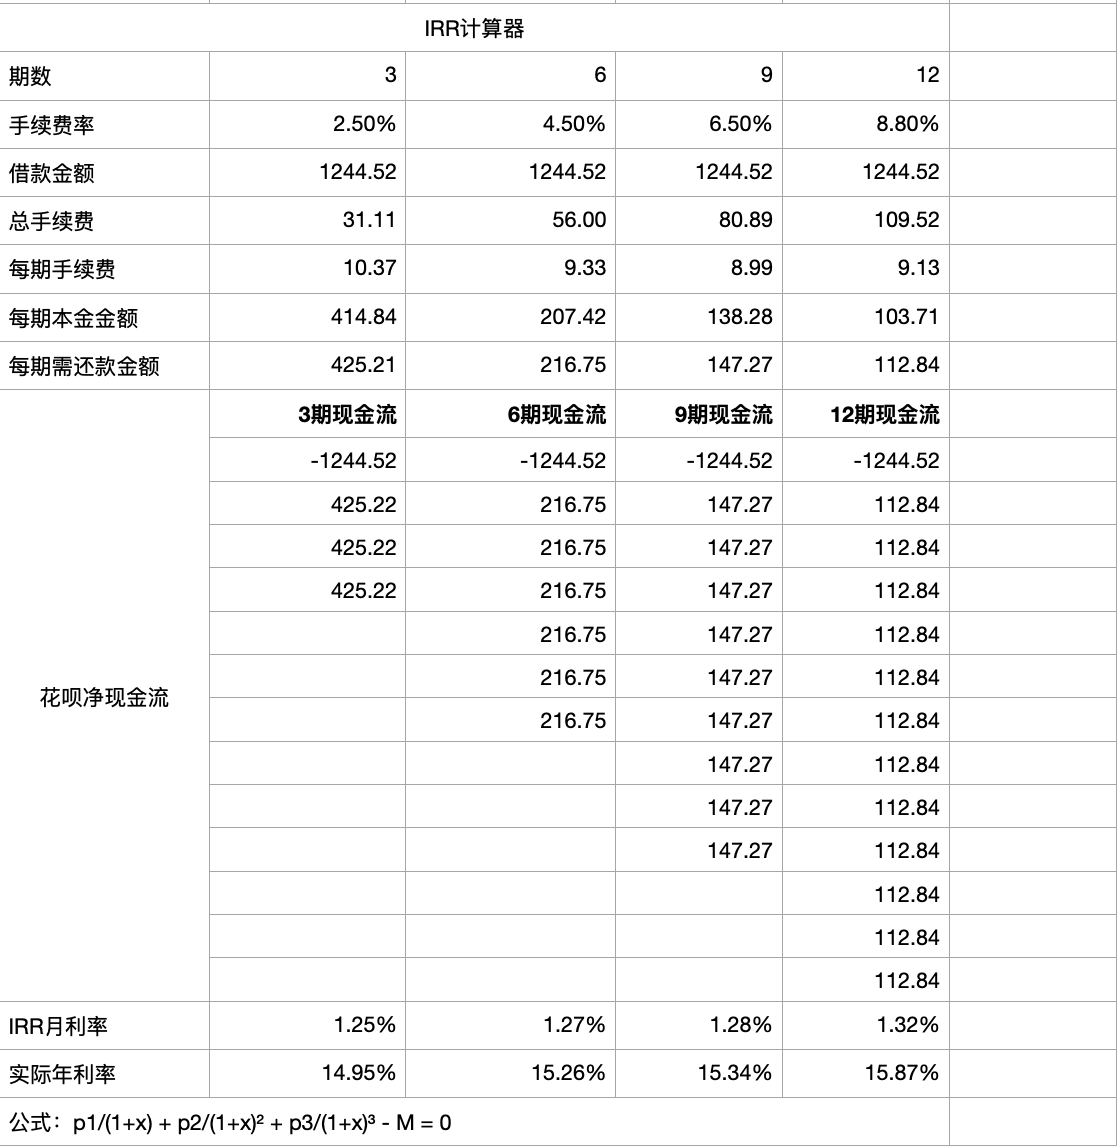 IRR计算器
期数 3 6 9 12
手续费率 2.50% 4.50% 6.50% 8.80%
借款金额 1244.52 1244.52 1244.52 1244.52
总手续费 31.11 56.00 80.89 109.52
每期手续费 10.37 9.33 8.99 9.13
每期本金金额 414.84 207.42 138.28 103.71
每期需还款金额 425.21 216.75 147.27 112.84
3期现金流 6期现金流 9期现金流 12期现金流
-1244.52 -1244.52 -1244.52 -1244.52
425.22 216.75 147.27 112.84
425.22 216.75 147.27 112.84
425.22 216.75 147.27 112.84
216.75 147.27 112.84
216.75 147.27 112.84
花呗净现金流
216.75 147.27 112.84
147.27 112.84
147.27 112.84
147.27 112.84
112.84
112.84
112.84
IRR月利率 1.25% 1.27% 1.28% 1.32%
实际年利率 14.95% 15.26% 15.34% 15.87%
公式：p1/(1+x) + p2/(1+x)² + p3/(1+x)³ - M = 0